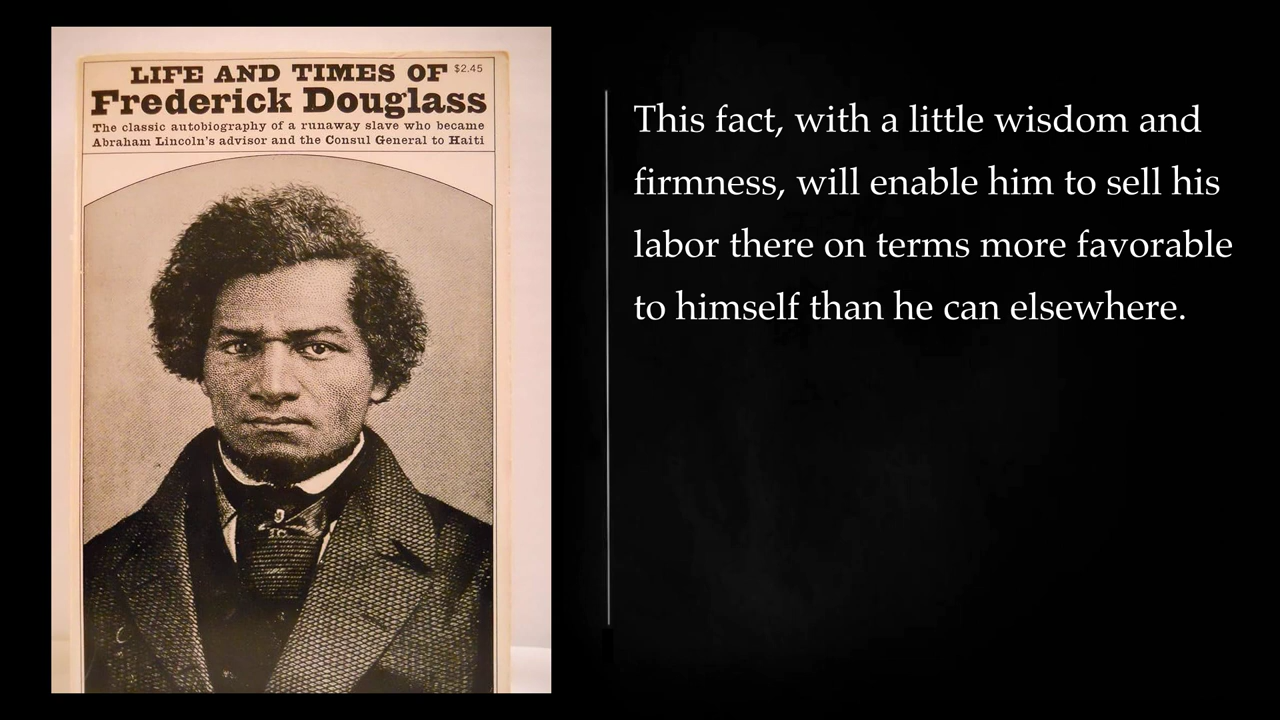 LIFE AND TIMES OF $2.45
Frederick Douglass
The classic autobiography of a runaway slave who became
Abraham Lincoln's advisor and the Consul General to Haiti
This fact, with a little wisdom and
firmness, will enable him to sell his
labor there on terms more favorable
to himself than he can elsewhere.